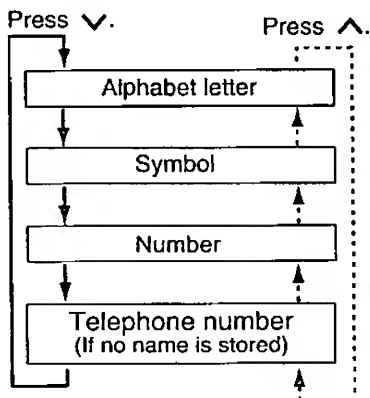 Press ∨.
Press ∧.
Alphabet letter
Symbol
Number
Telephone number
(If no name is stored)